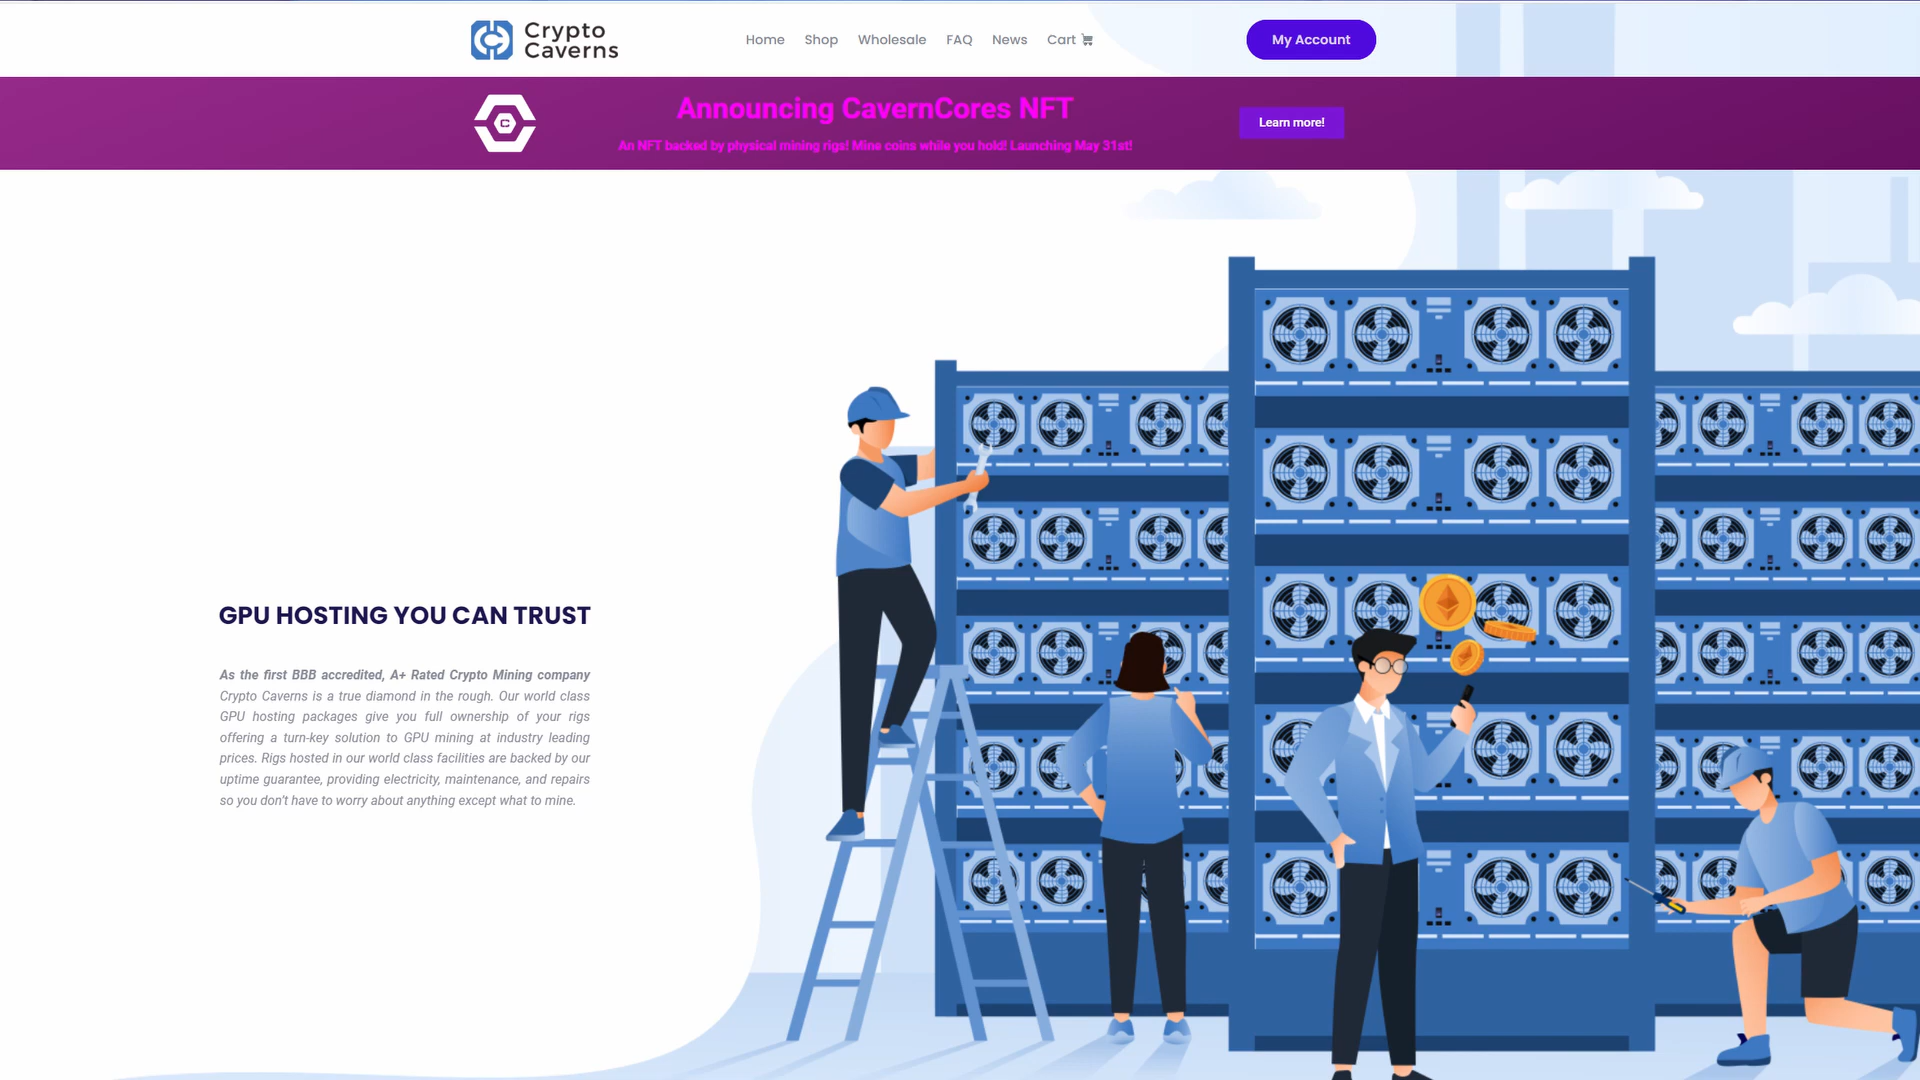 Crypto
Caverns
Home Shop Wholesale FAQ News Cart
My Account
Announcing CavernCores NFT
An NFT backed by physical mining rigs! Mine coins while you hold! Launching May 31st!
Learn more!
GPU HOSTING YOU CAN TRUST
As the first BBB accredited, A+ Rated Crypto Mining company
Crypto Caverns is a true diamond in the rough. Our world class
GPU hosting packages give you full ownership of your rigs
offering a turn-key solution to GPU mining at industry leading
prices. Rigs hosted in our world class facilities are backed by our
uptime guarantee, providing electricity, maintenance, and repairs
so you don't have to worry about anything except what to mine.